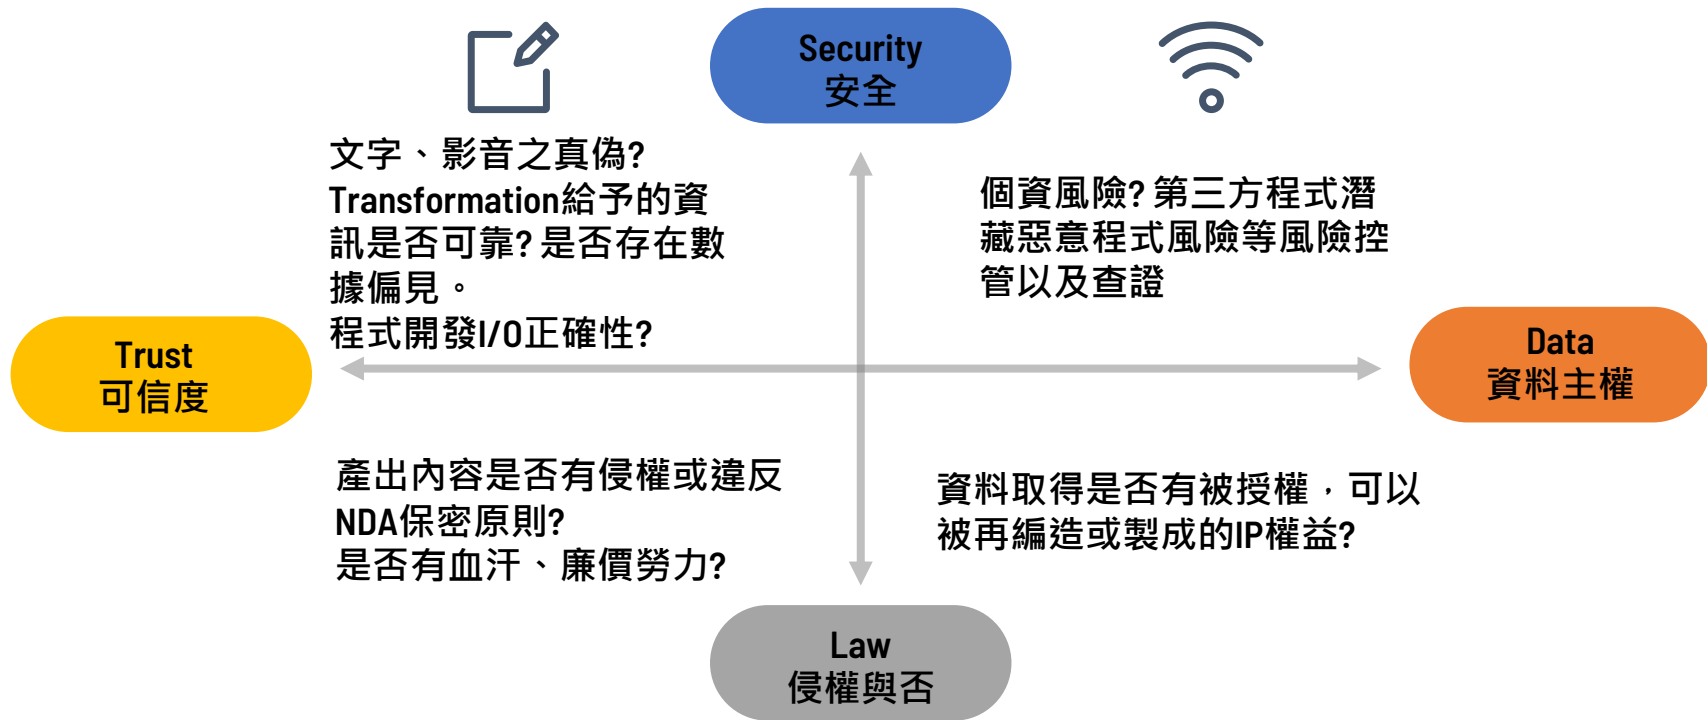 Security
安全
文字、影音之真偽?
Transformation給予的資
訊是否可靠? 是否存在數
據偏見。
程式開發I/O正確性?
個資風險? 第三方程式潛
藏惡意程式風險等風險控
管以及查證
Trust
可信度
Data
資料主權
產出內容是否有侵權或違反
NDA保密原則?
是否有血汗、廉價勞力?
資料取得是否有被授權，可以
被再編造或製成的IP權益?
Law
侵權與否